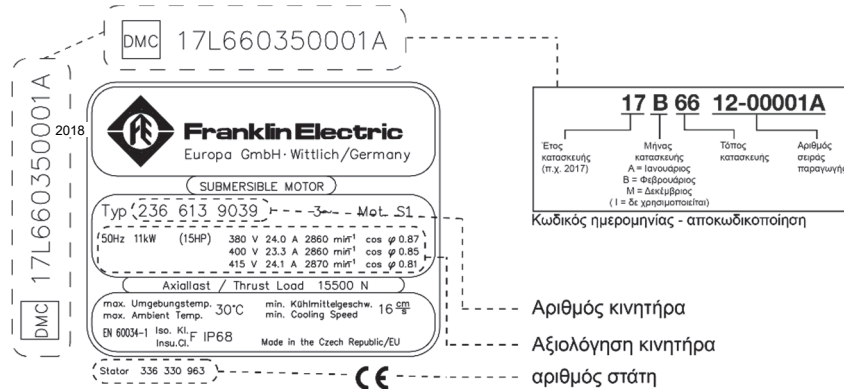 DMC 17L660350001A
DMC 17L660350001A
2018
Franklin Electric
Europa GmbH·Wittlich/Germany
SUBMERSIBLE MOTOR
Typ 236 613 9039 3~ Mot. S1
50Hz 11kW (15HP) 380 V 24.0 A 2860 min⁻¹ cos φ 0.87
400 V 23.3 A 2860 min⁻¹ cos φ 0.85
415 V 24.1 A 2870 min⁻¹ cos φ 0.81
Axiallast / Thrust Load 15500 N
max. Umgebungstemp. 30°C min. Kühlmittelgeschw. 16 cm/s
max. Ambient Temp. min. Cooling Speed
EN 60034-1 Iso. Kl. F IP68 Made in the Czech Republic/EU
Insu.Cl.
Stator 336 330 963
CE
17 B 66 12-00001A
Έτος
κατασκευής
(π.χ. 2017)
Μήνας
κατασκευής
A = Ιανουάριος
B = Φεβρουάριος
M = Δεκέμβριος
( I = δε χρησιμοποιείται)
Τόπος
κατασκευής
Αριθμός
σειράς
παραγωγής
Κωδικός ημερομηνίας - αποκωδικοποίηση
Αριθμός κινητήρα
Αξιολόγηση κινητήρα
αριθμός στάτη